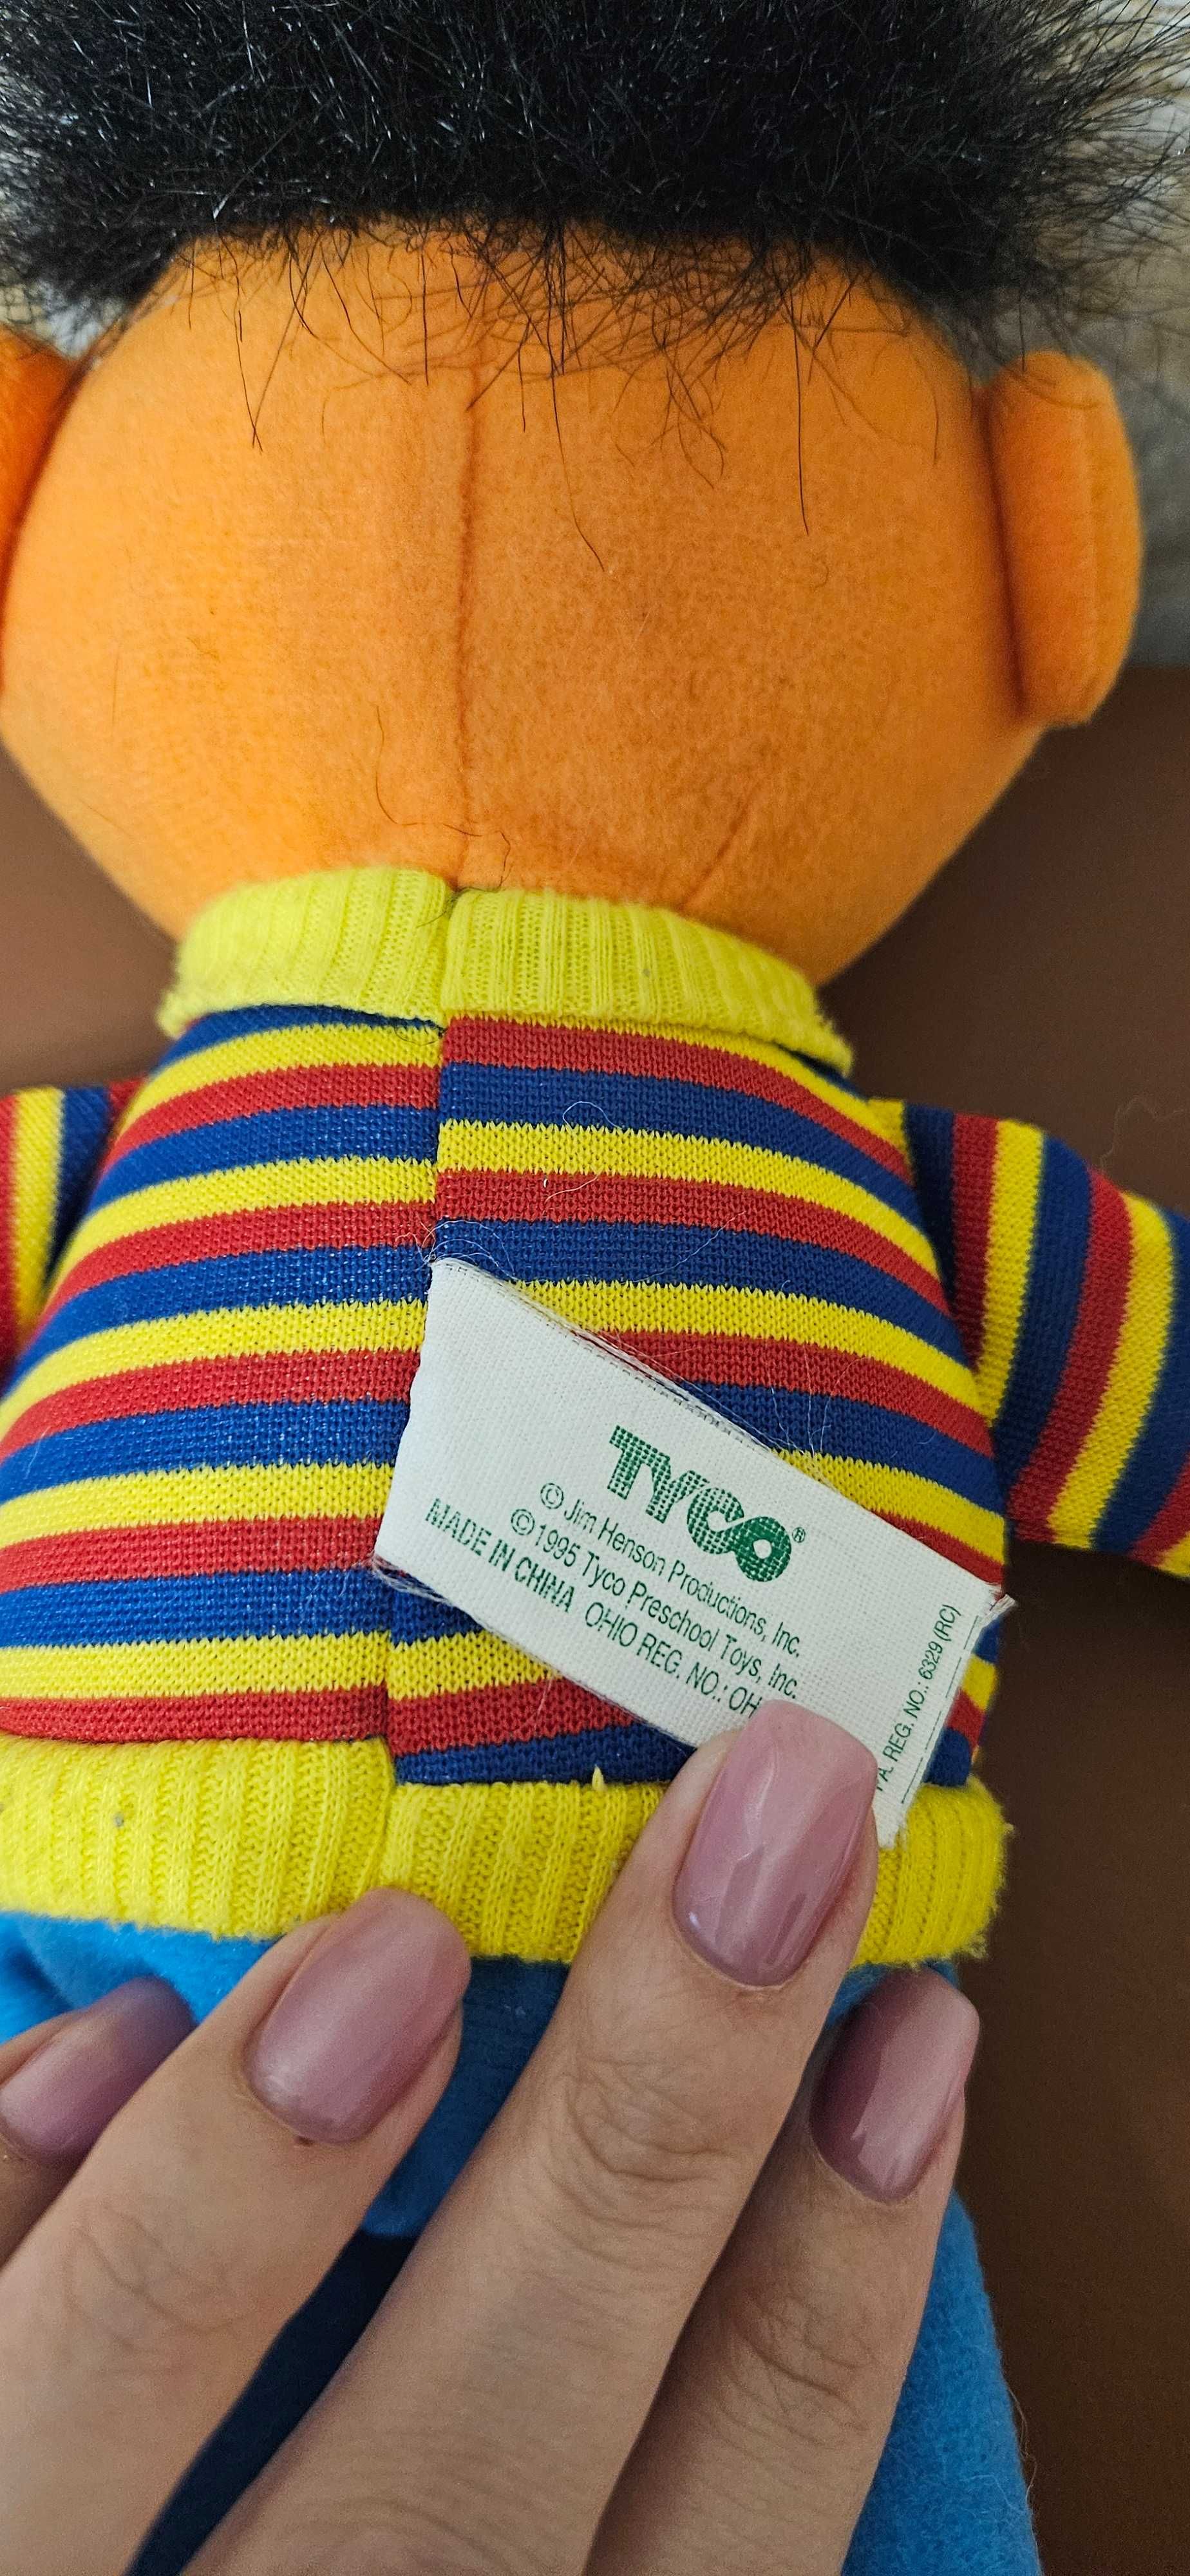 TYCO®
© Jim Henson Productions, Inc.
© 1995 Tyco Preschool Toys, Inc.
MADE IN CHINA OHIO REG. NO.: OH
PA. REG. NO.: 6329 (RC)